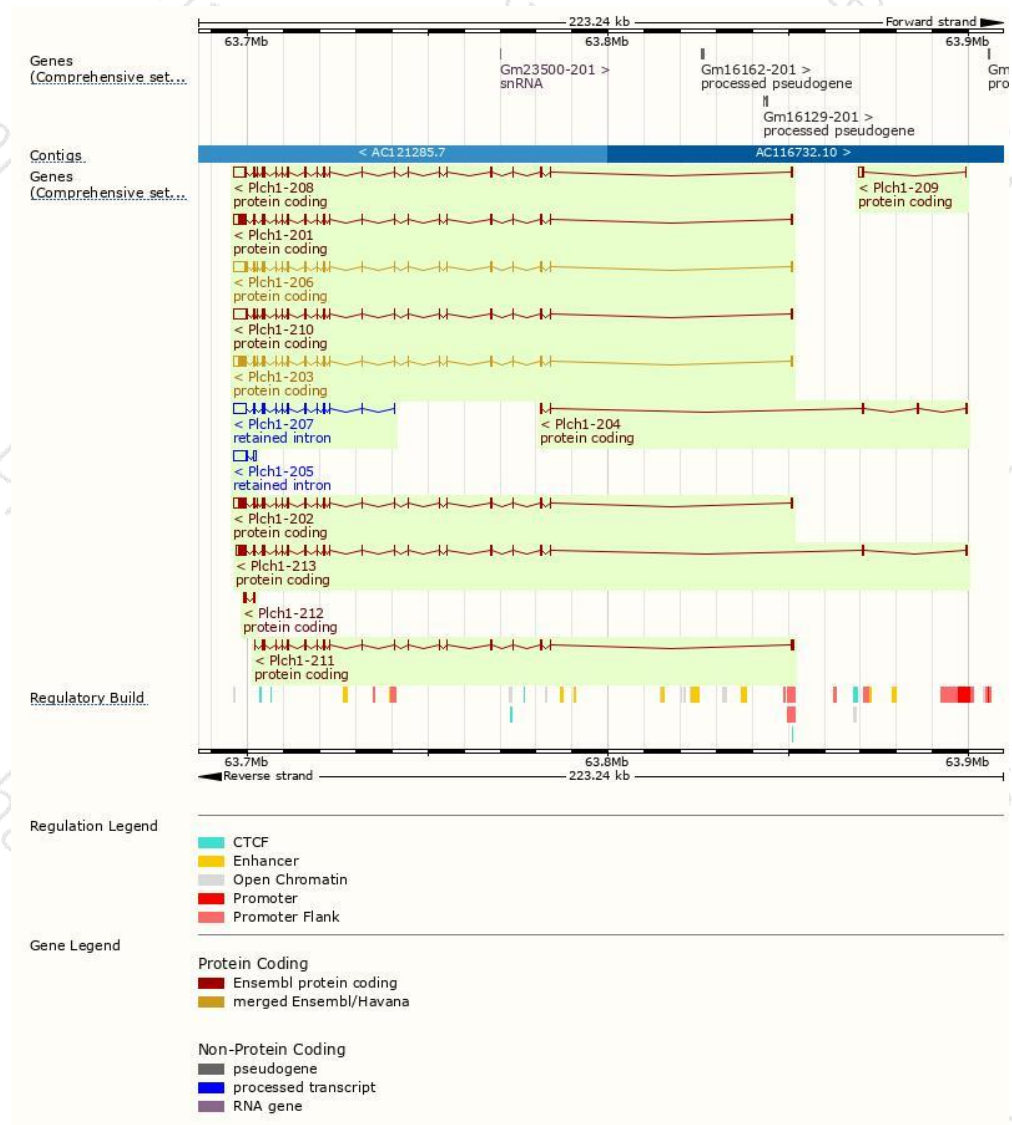 223.24 kb
Forward strand
63.7Mb
63.8Mb
63.9Mb
Genes
(Comprehensive set...
Gm23500-201 >
snRNA
Gm16162-201 >
processed pseudogene
Gm
pro
Gm16129-201 >
processed pseudogene
Contigs
< AC121285.7
AC116732.10 >
Genes
(Comprehensive set...
< Plch1-208
protein coding
< Plch1-209
protein coding
< Plch1-201
protein coding
< Plch1-206
protein coding
< Plch1-210
protein coding
< Plch1-203
protein coding
< Plch1-207
retained intron
< Plch1-204
protein coding
< Plch1-205
retained intron
< Plch1-202
protein coding
< Plch1-213
protein coding
< Plch1-212
protein coding
< Plch1-211
protein coding
Regulatory Build
63.7Mb
63.8Mb
63.9Mb
Reverse strand
223.24 kb
Regulation Legend
CTCF
Enhancer
Open Chromatin
Promoter
Promoter Flank
Gene Legend
Protein Coding
Ensembl protein coding
merged Ensembl/Havana
Non-Protein Coding
pseudogene
processed transcript
RNA gene